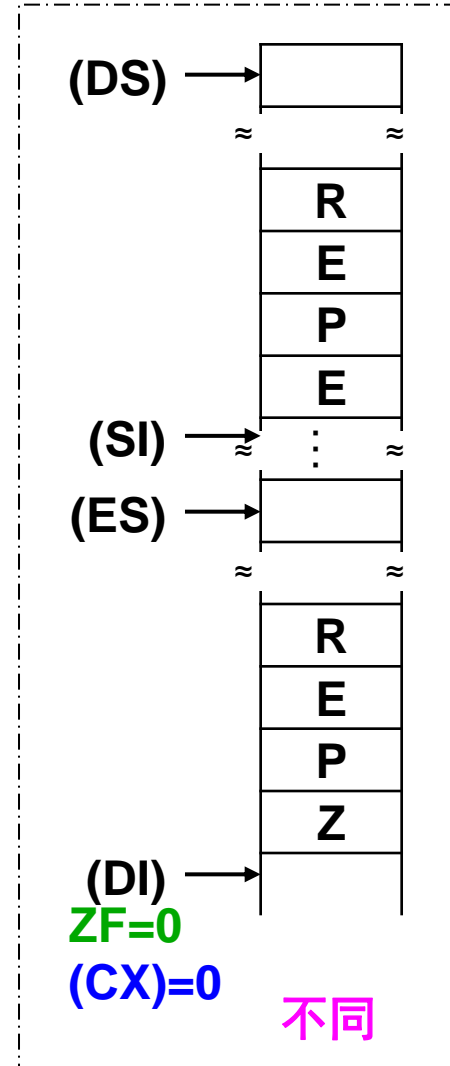 (DS)
≈ ≈
R
E
P
E
(SI)
≈ ⋮ ≈
(ES)
≈ ≈
R
E
P
Z
(DI)
ZF=0
(CX)=0
不同